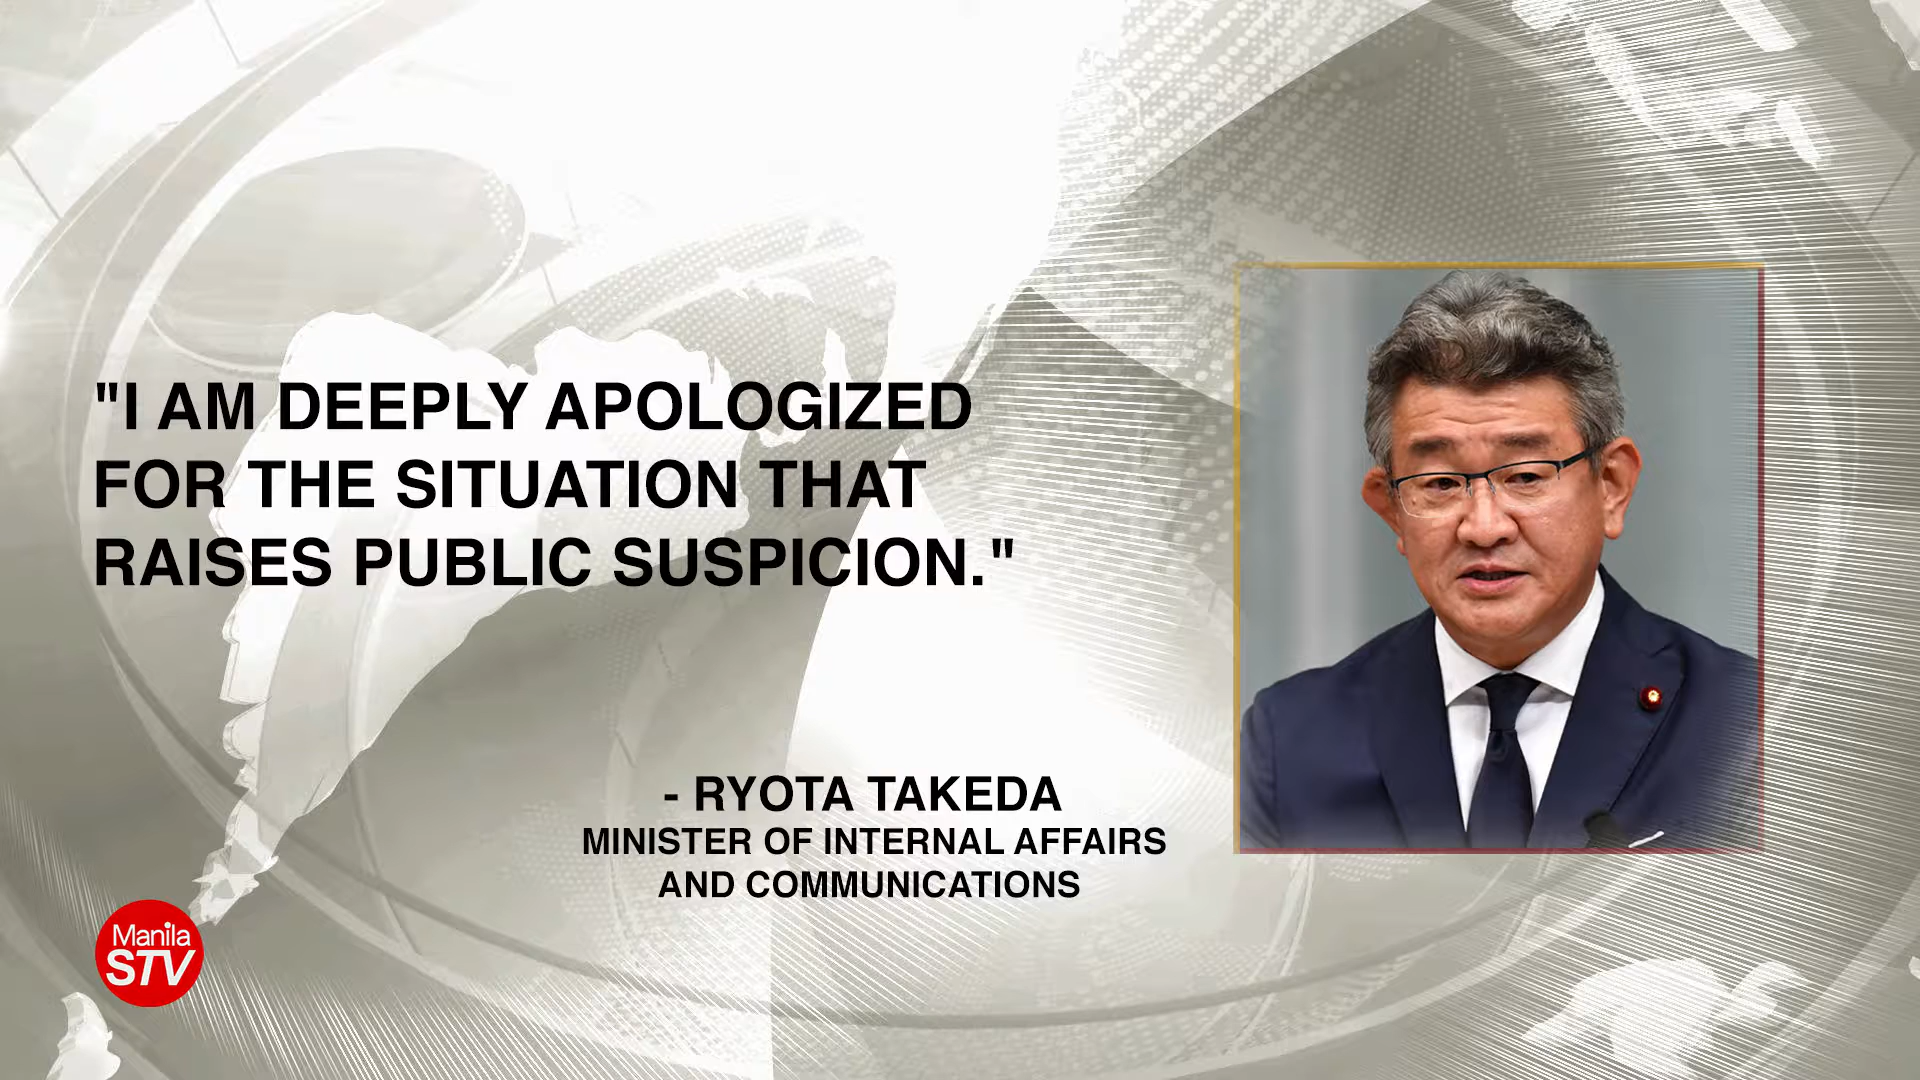 "I AM DEEPLY APOLOGIZED
FOR THE SITUATION THAT
RAISES PUBLIC SUSPICION."
- RYOTA TAKEDA
MINISTER OF INTERNAL AFFAIRS
AND COMMUNICATIONS
Manila
STV